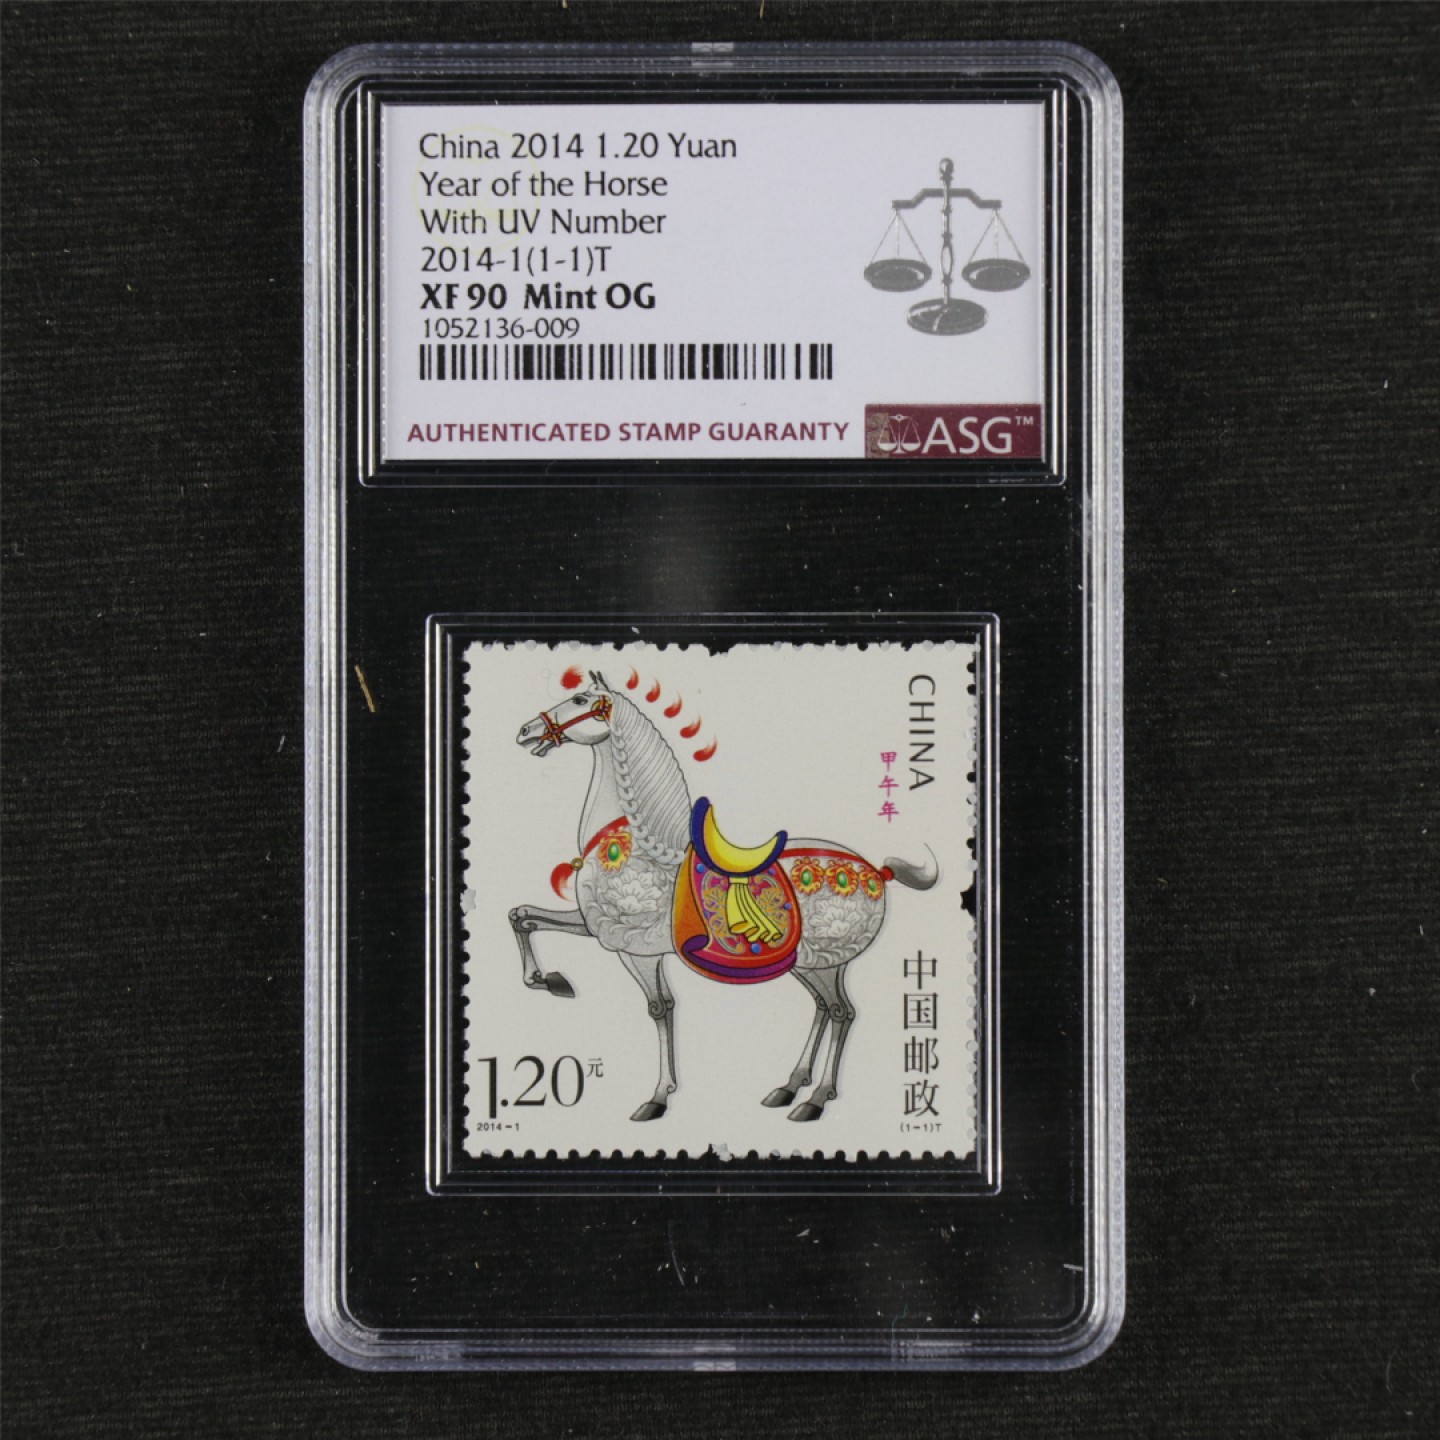 China 2014 1.20 Yuan
Year of the Horse
With UV Number
2014-1(1-1)T
XF 90 Mint OG
1052136-009
AUTHENTICATED STAMP GUARANTY
ASG™
CHINA
甲午年
中国邮政
1.20元
2014-1
(1-1)T